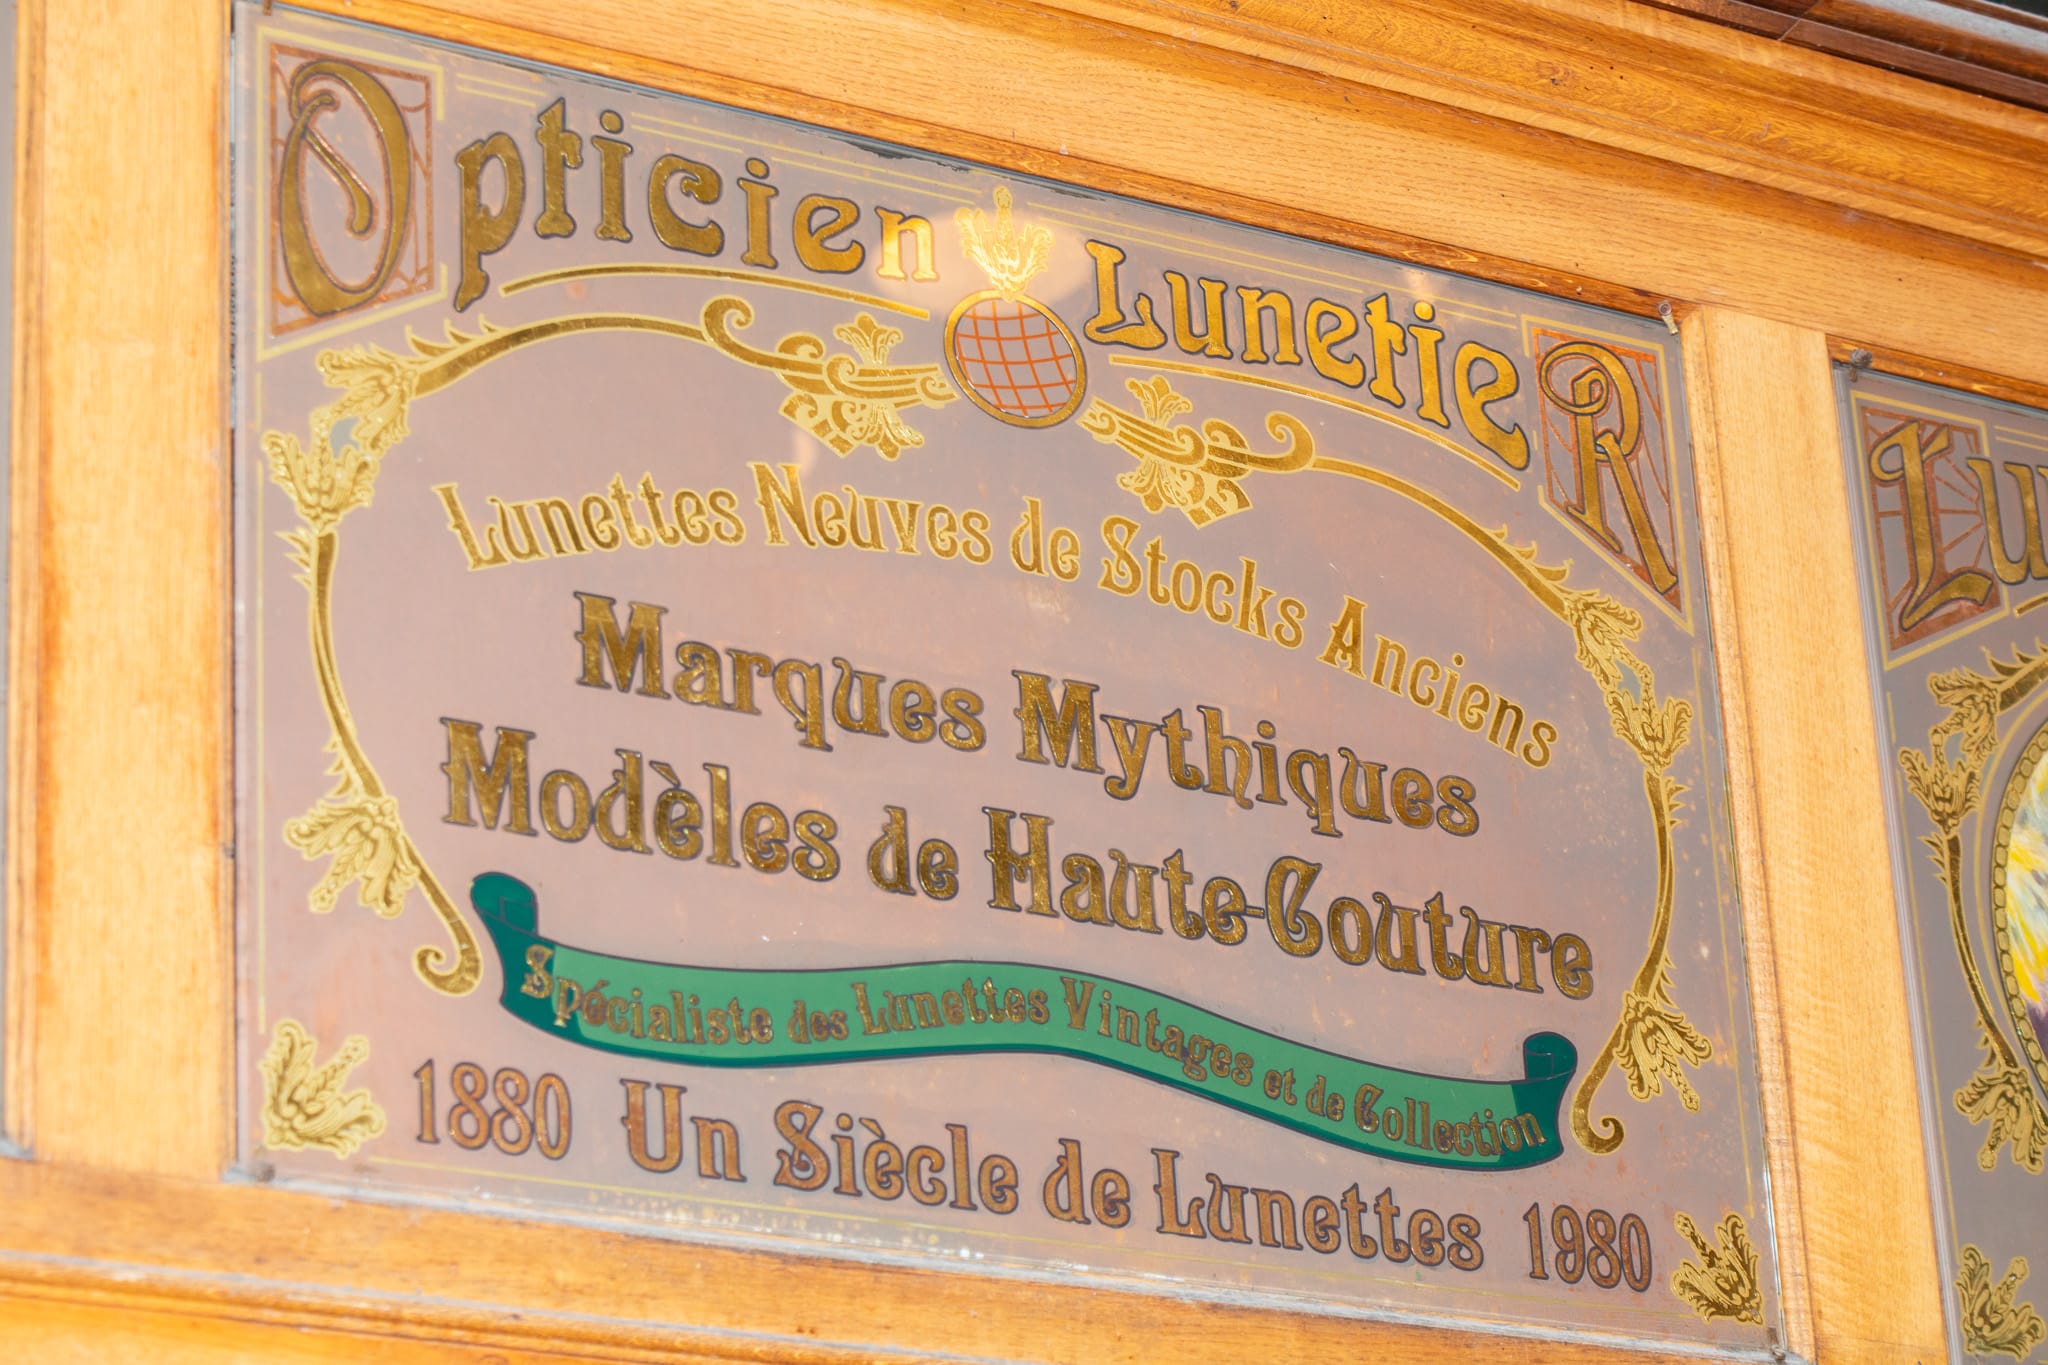 Opticien LunetieR
Lunettes Neuves de Stocks Anciens
Marques Mythiques
Modèles de Haute-Couture
Spécialiste des Lunettes Vintages et de Collection
1880 Un Siècle de Lunettes 1980
Lu